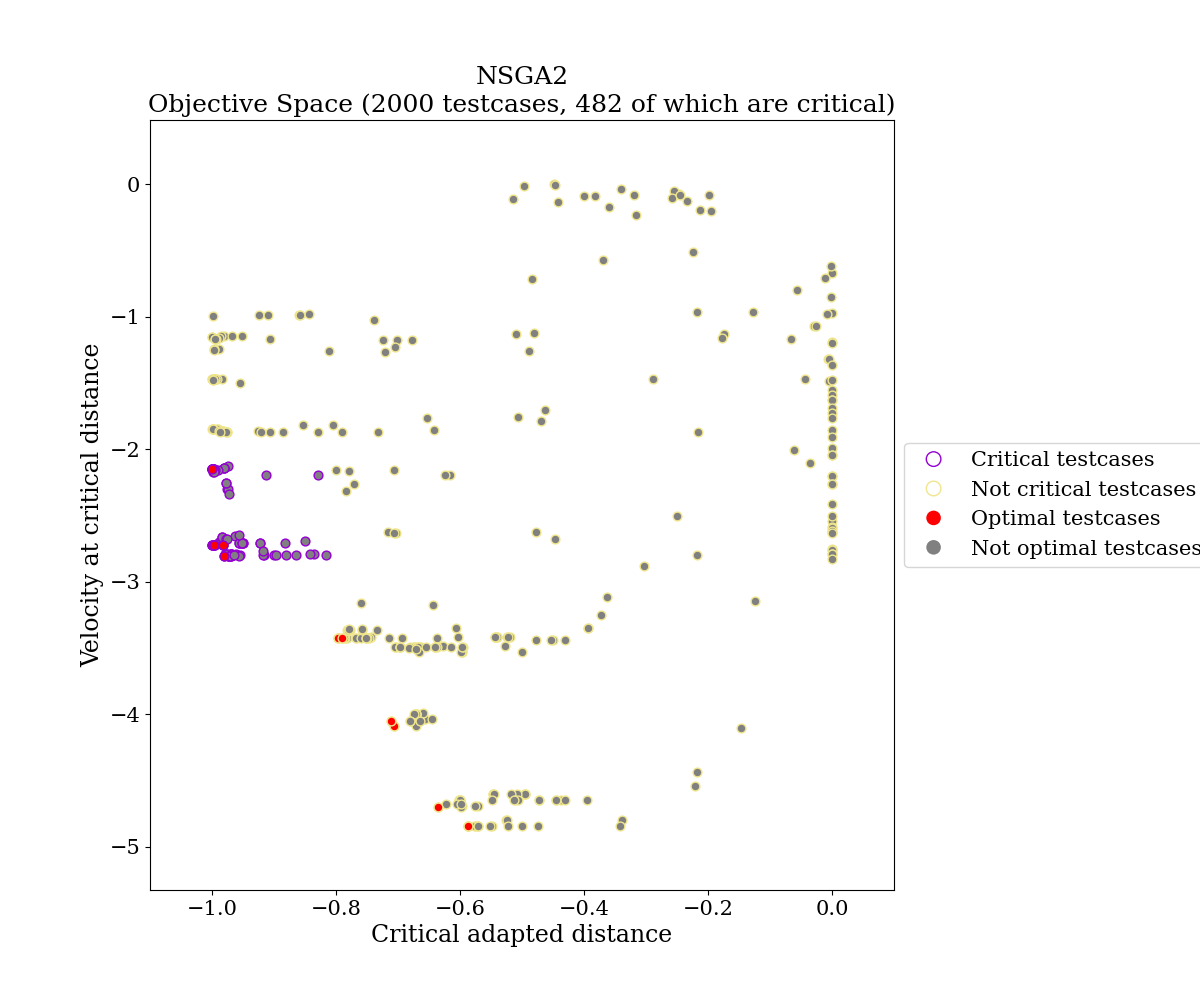 NSGA2
Objective Space (2000 testcases, 482 of which are critical)
0
−1
−2
−3
−4
−5
Velocity at critical distance
−1.0
−0.8
−0.6
−0.4
−0.2
0.0
Critical adapted distance
Critical testcases
Not critical testcases
Optimal testcases
Not optimal testcases